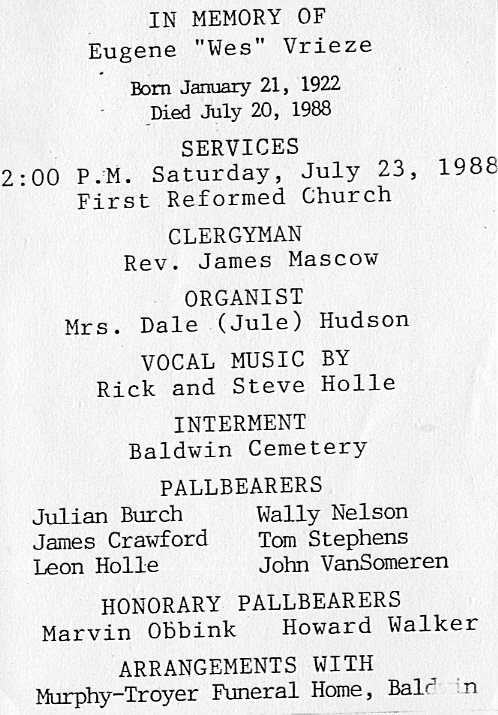 IN MEMORY OF
Eugene "Wes" Vrieze
Born January 21, 1922
Died July 20, 1988
SERVICES
2:00 P.M. Saturday, July 23, 1988
First Reformed Church
CLERGYMAN
Rev. James Mascow
ORGANIST
Mrs. Dale (Jule) Hudson
VOCAL MUSIC BY
Rick and Steve Holle
INTERMENT
Baldwin Cemetery
PALLBEARERS
Julian Burch Wally Nelson
James Crawford Tom Stephens
Leon Holle John VanSomeren
HONORARY PALLBEARERS
Marvin Obbink Howard Walker
ARRANGEMENTS WITH
Murphy-Troyer Funeral Home, Baldwin